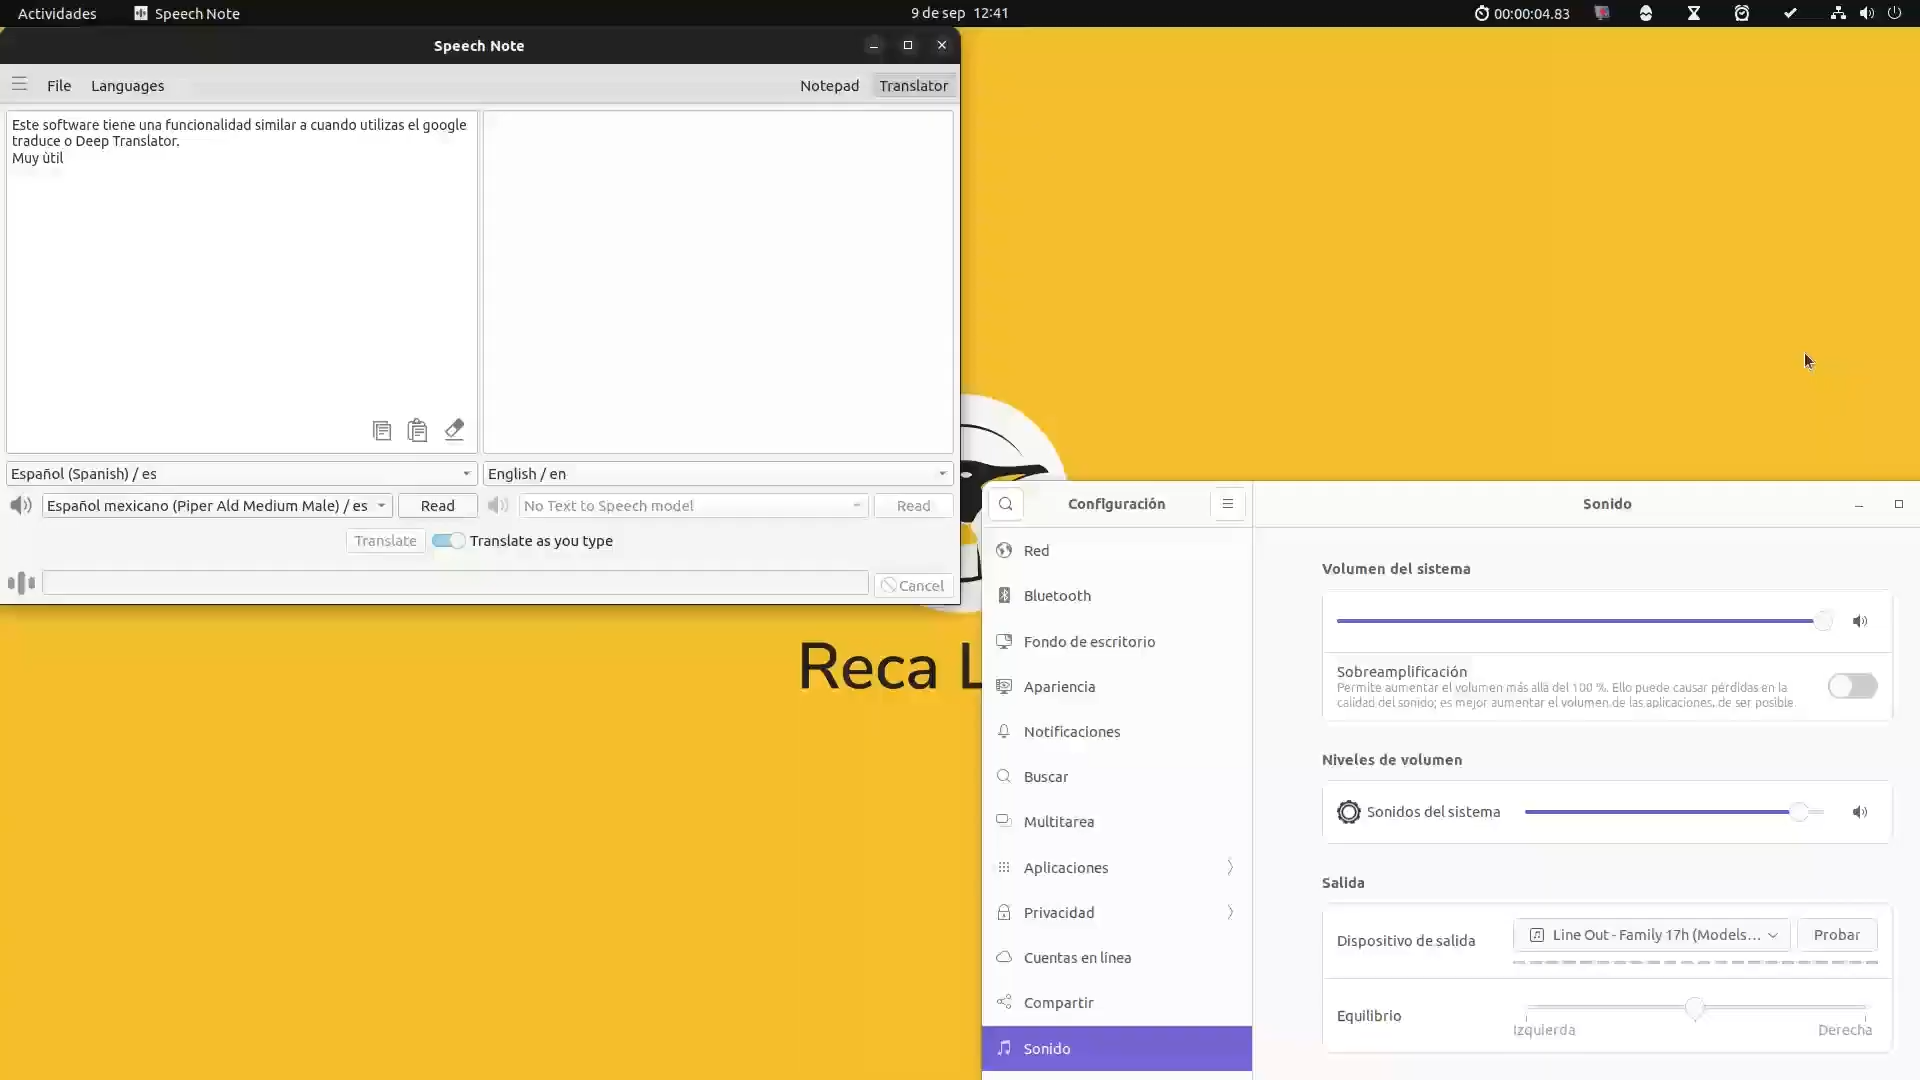 Actividades
Speech Note
9 de sep 12:41
00:00:04.83
Speech Note
File
Languages
Notepad
Translator
Este software tiene una funcionalidad similar a cuando utilizas el google
traduce o Deep Translator.
Muy ùtil
Español (Spanish) / es
English / en
Español mexicano (Piper Ald Medium Male) / es
Read
No Text to Speech model
Read
Translate
Translate as you type
Cancel
Reca L
Configuración
Sonido
Red
Bluetooth
Fondo de escritorio
Apariencia
Notificaciones
Buscar
Multitarea
Aplicaciones
Privacidad
Cuentas en línea
Compartir
Sonido
Volumen del sistema
Sobreamplificación
Permite aumentar el volumen más allá del 100 %. Ello puede causar pérdidas en la
calidad del sonido; es mejor aumentar el volumen de las aplicaciones, de ser posible.
Niveles de volumen
Sonidos del sistema
Salida
Dispositivo de salida
Line Out - Family 17h (Models...
Probar
Equilibrio
Izquierda
Derecha